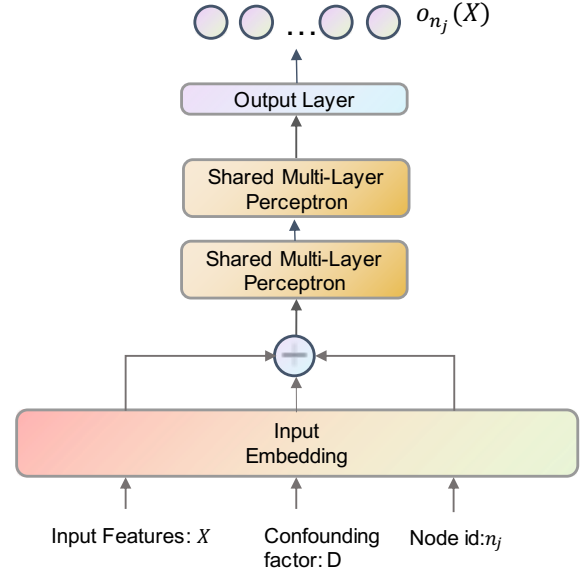 ... o_{n_j}(X)
Output Layer
Shared Multi-Layer
Perceptron
Shared Multi-Layer
Perceptron
+
Input
Embedding
Input Features: X
Confounding
factor: D
Node id:n_j